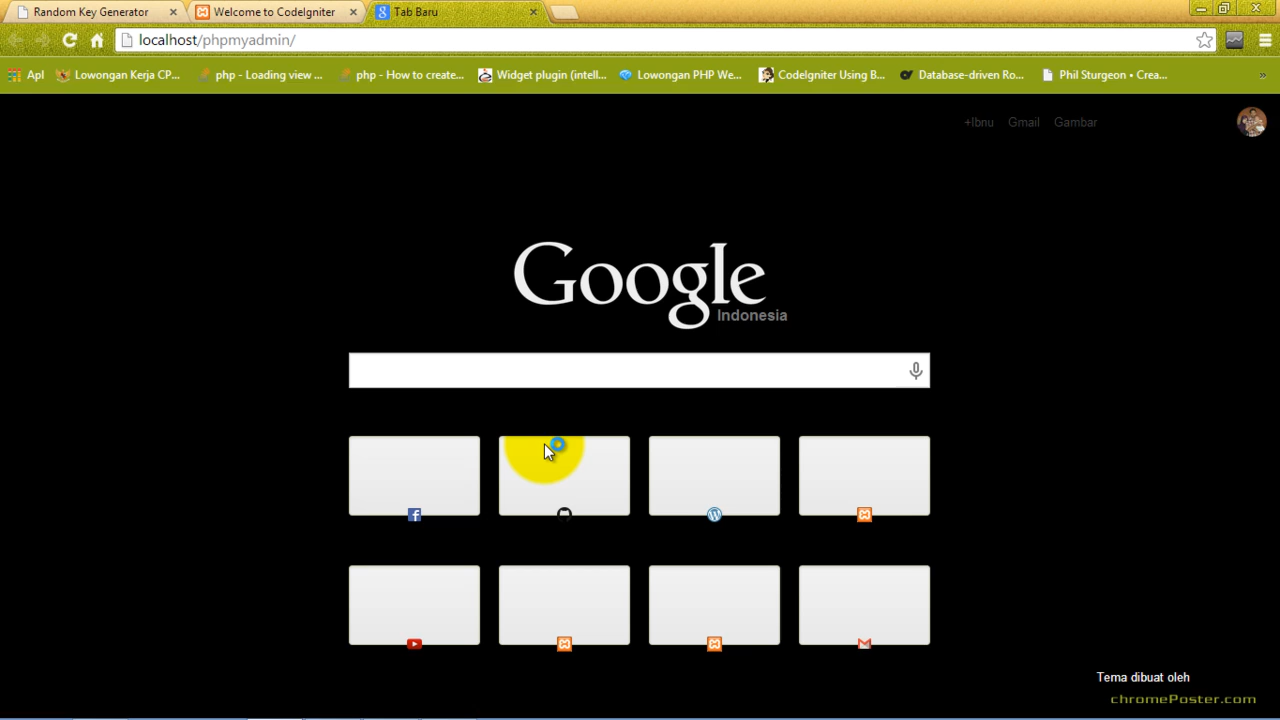 Random Key Generator
Welcome to CodeIgniter
Tab Baru
localhost/phpmyadmin/
Apl
Lowongan Kerja CP...
php - Loading view ...
php - How to create...
Widget plugin (intell...
Lowongan PHP We...
CodeIgniter Using B...
Database-driven Ro...
Phil Sturgeon • Crea...
»
+Ibnu
Gmail
Gambar
Google
Indonesia
Tema dibuat oleh
chromePoster.com